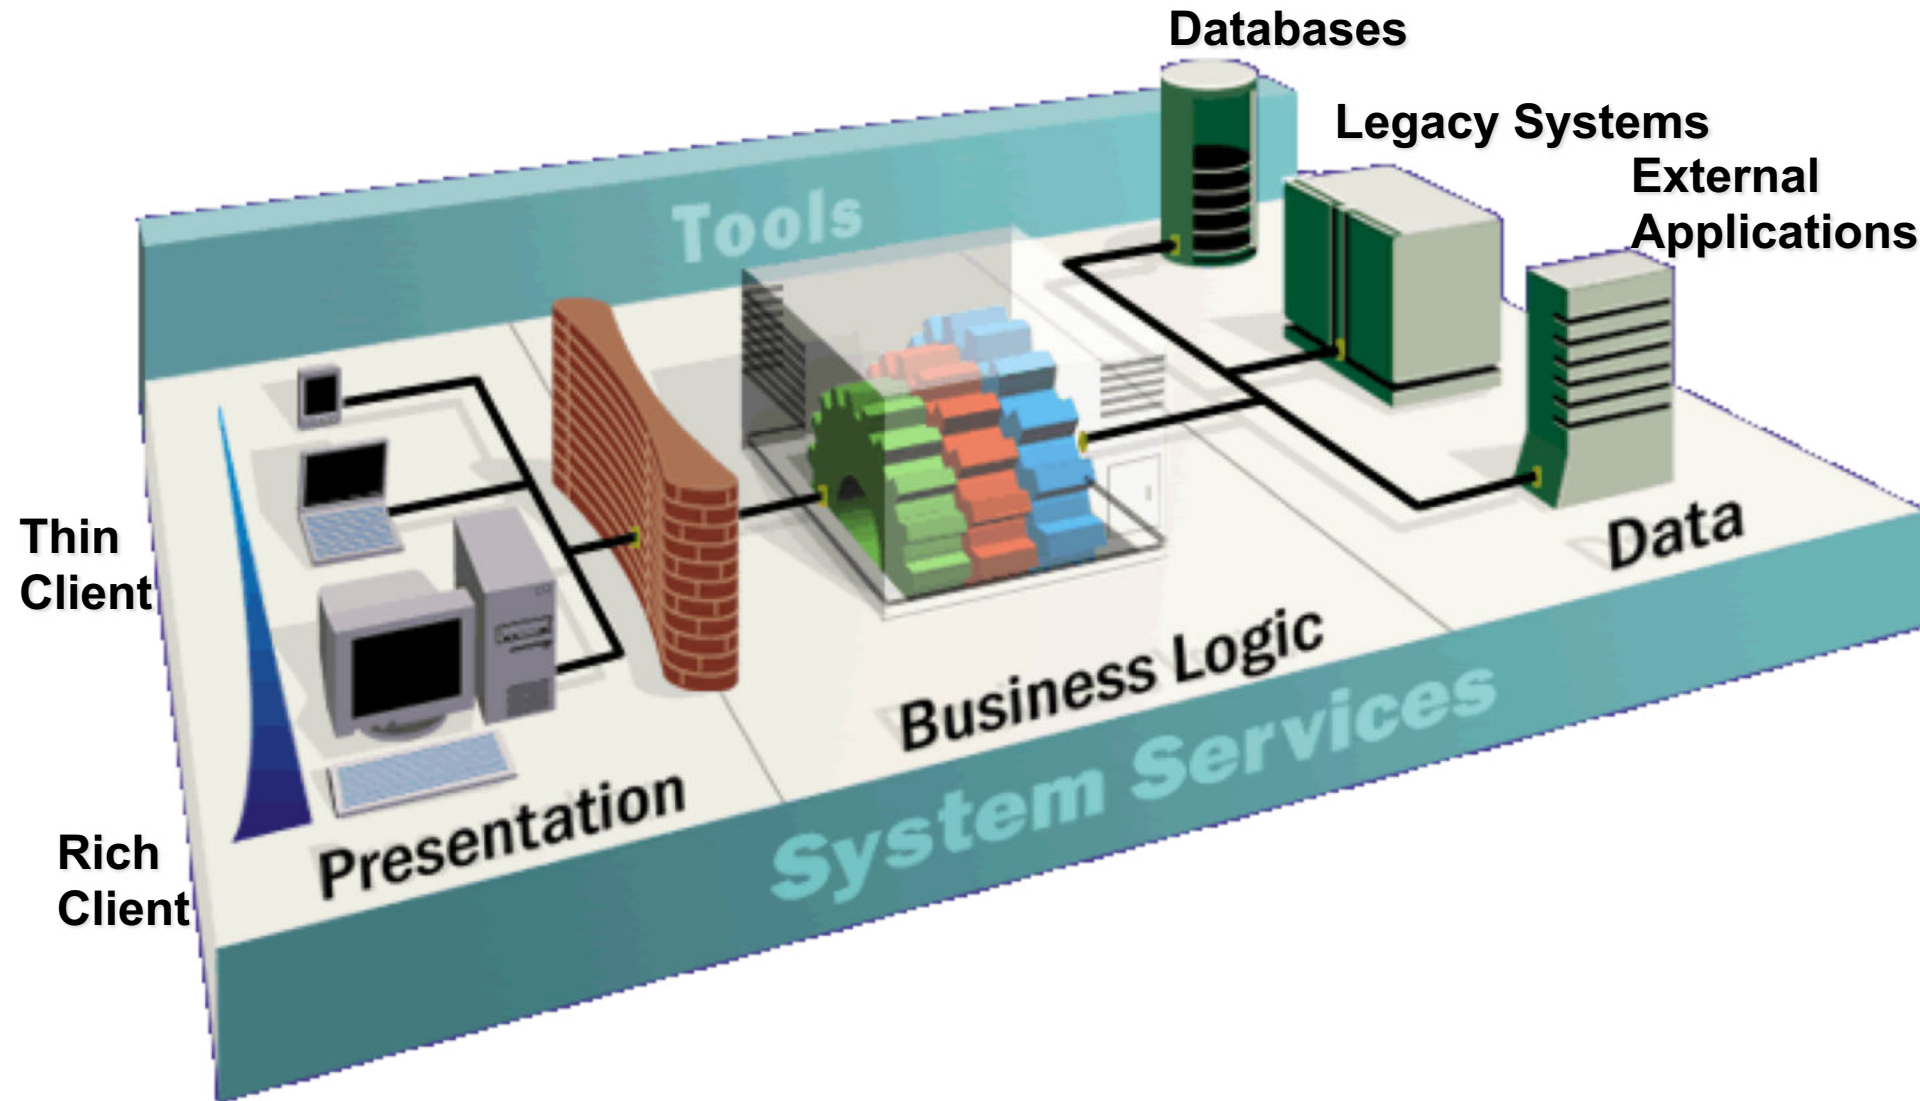 Databases
Legacy Systems
External
Applications
Tools
Thin
Client
Data
Business Logic
System Services
Presentation
Rich
Client